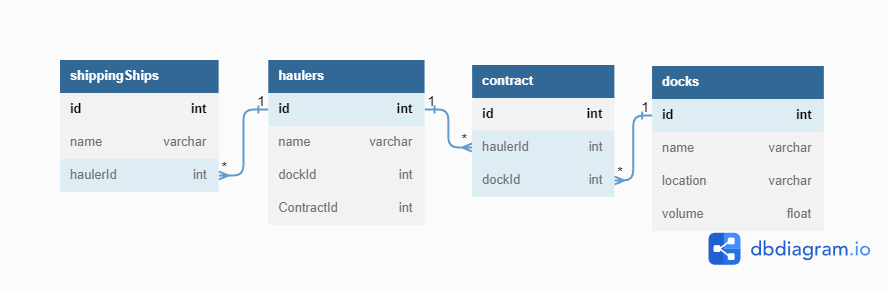 shippingShips
id int
name varchar
haulerId int
1
*
haulers
id int
name varchar
dockId int
ContractId int
1
*
contract
id int
haulerId int
dockId int
1
*
docks
id int
name varchar
location varchar
volume float
dbdiagram.io